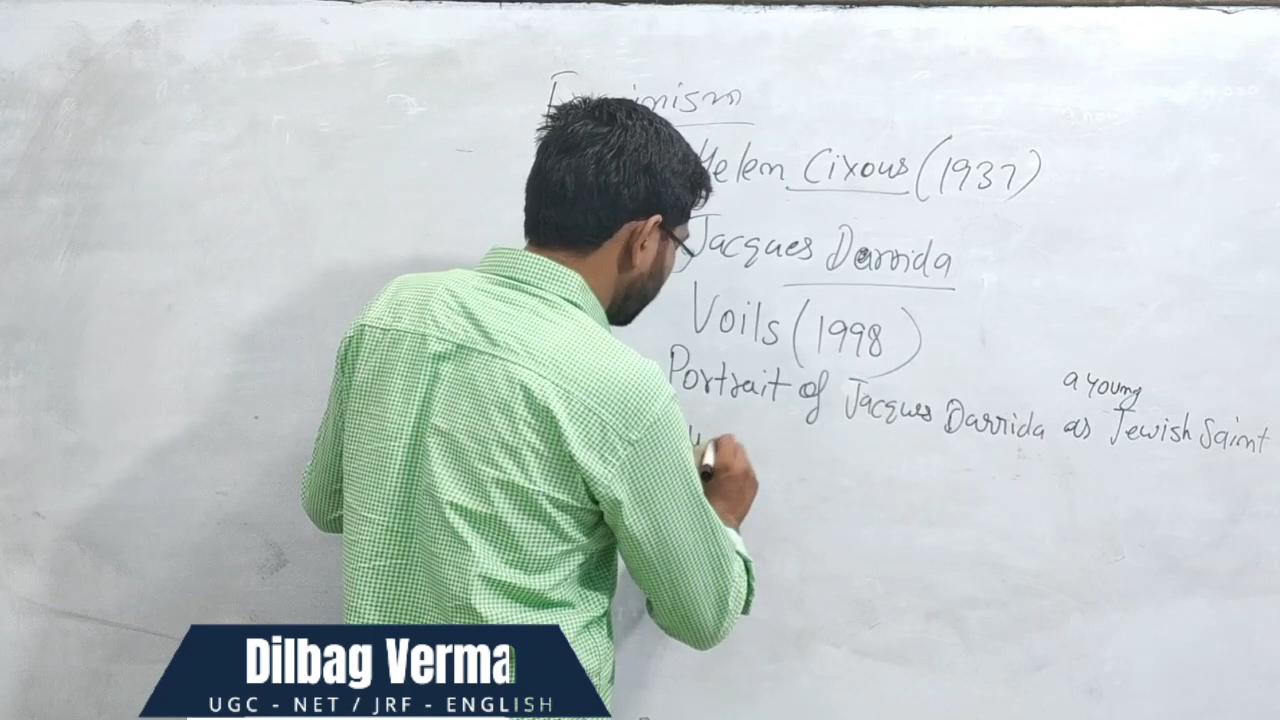 Helen Cixous (1937)
Jacques Darrida
Voils (1998)
Portrait of Jacques Darrida as a young Jewish Saint
Dilbag Verma
UGC - NET / JRF - ENGLISH